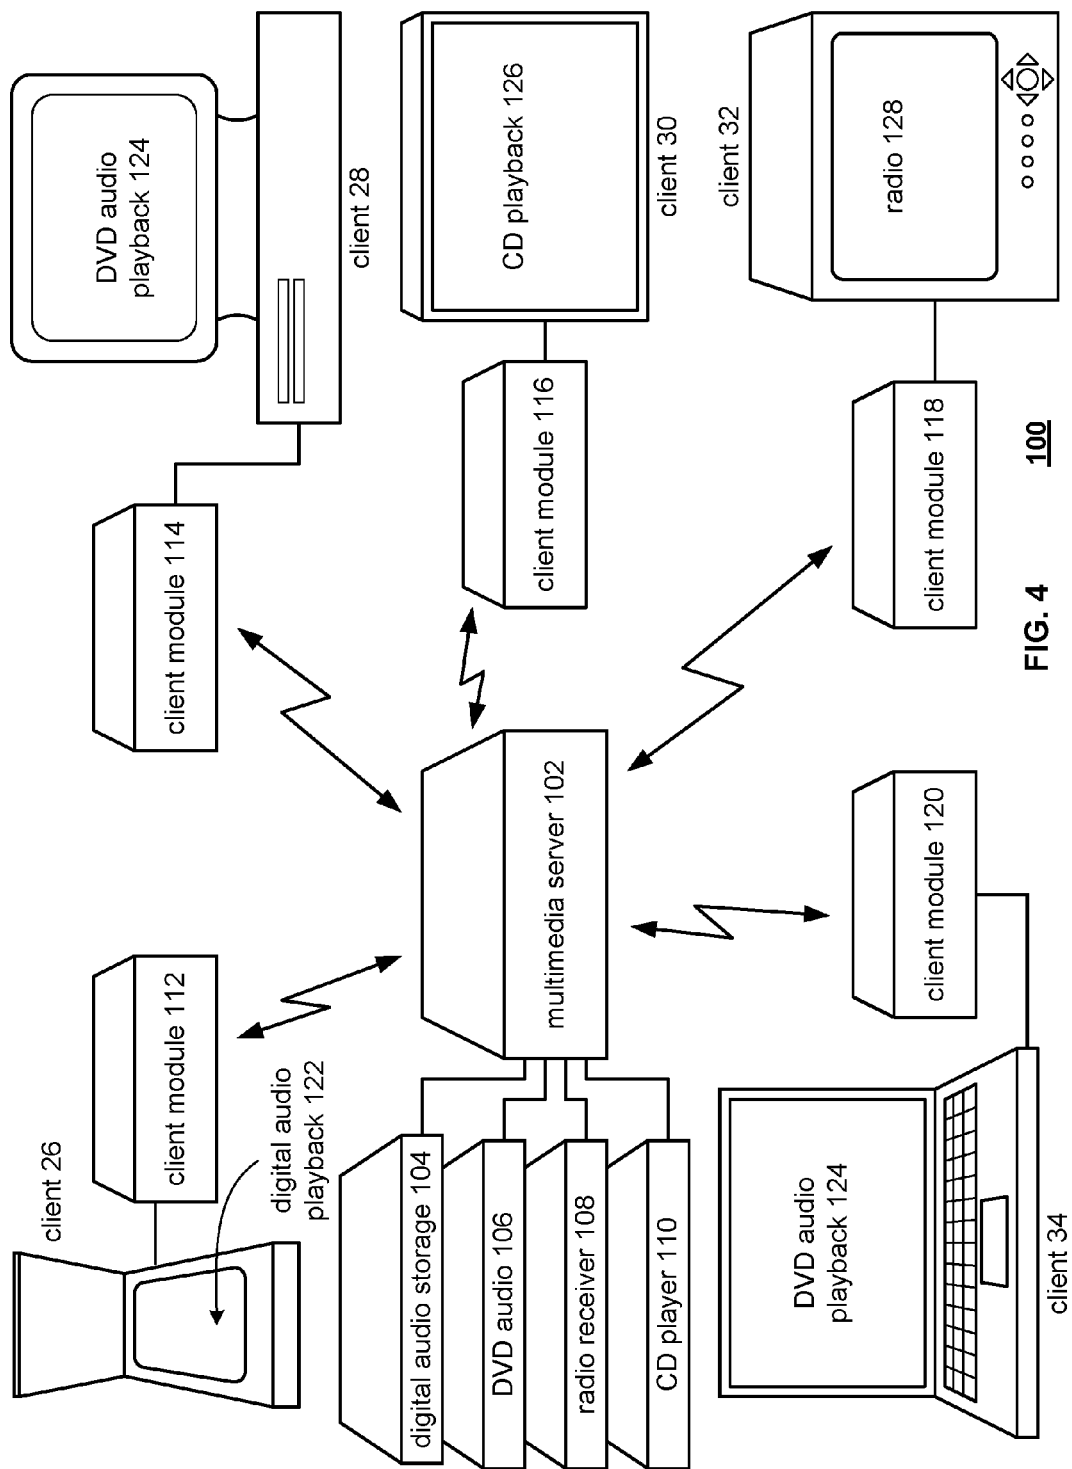 client 26
client module 112
digital audio
playback 122
client module 114
DVD audio
playback 124
client 28
digital audio storage 104
DVD audio 106
radio receiver 108
CD player 110
multimedia server 102
client module 116
CD playback 126
client 30
DVD audio
playback 124
client 34
client module 120
client module 118
client 32
radio 128
FIG. 4
100